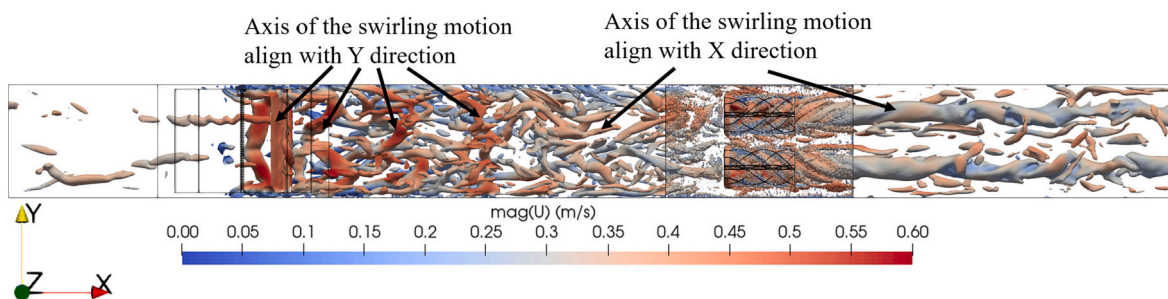 Axis of the swirling motion
align with Y direction
Axis of the swirling motion
align with X direction
Y
Z
X
mag(U) (m/s)
0.00 0.05 0.1 0.15 0.2 0.25 0.3 0.35 0.4 0.45 0.5 0.55 0.60